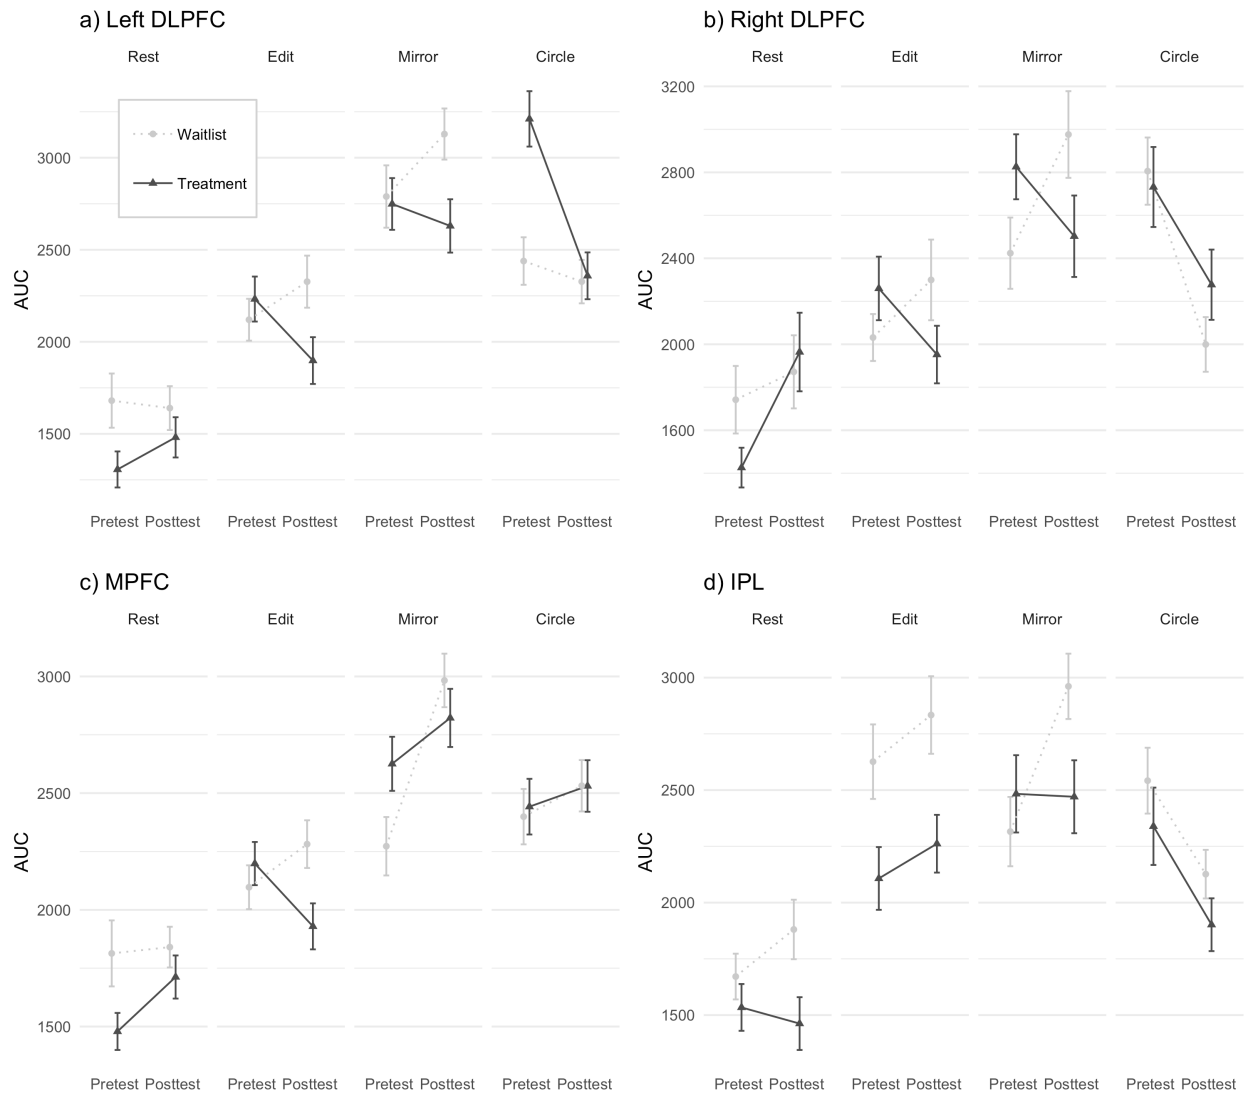 a) Left DLPFC
Rest Edit Mirror Circle
Waitlist
Treatment
3000
2500
2000
1500
AUC
Pretest Posttest Pretest Posttest Pretest Posttest Pretest Posttest
b) Right DLPFC
Rest Edit Mirror Circle
3200
2800
2400
2000
1600
AUC
Pretest Posttest Pretest Posttest Pretest Posttest Pretest Posttest
c) MPFC
Rest Edit Mirror Circle
3000
2500
2000
1500
AUC
Pretest Posttest Pretest Posttest Pretest Posttest Pretest Posttest
d) IPL
Rest Edit Mirror Circle
3000
2500
2000
1500
AUC
Pretest Posttest Pretest Posttest Pretest Posttest Pretest Posttest